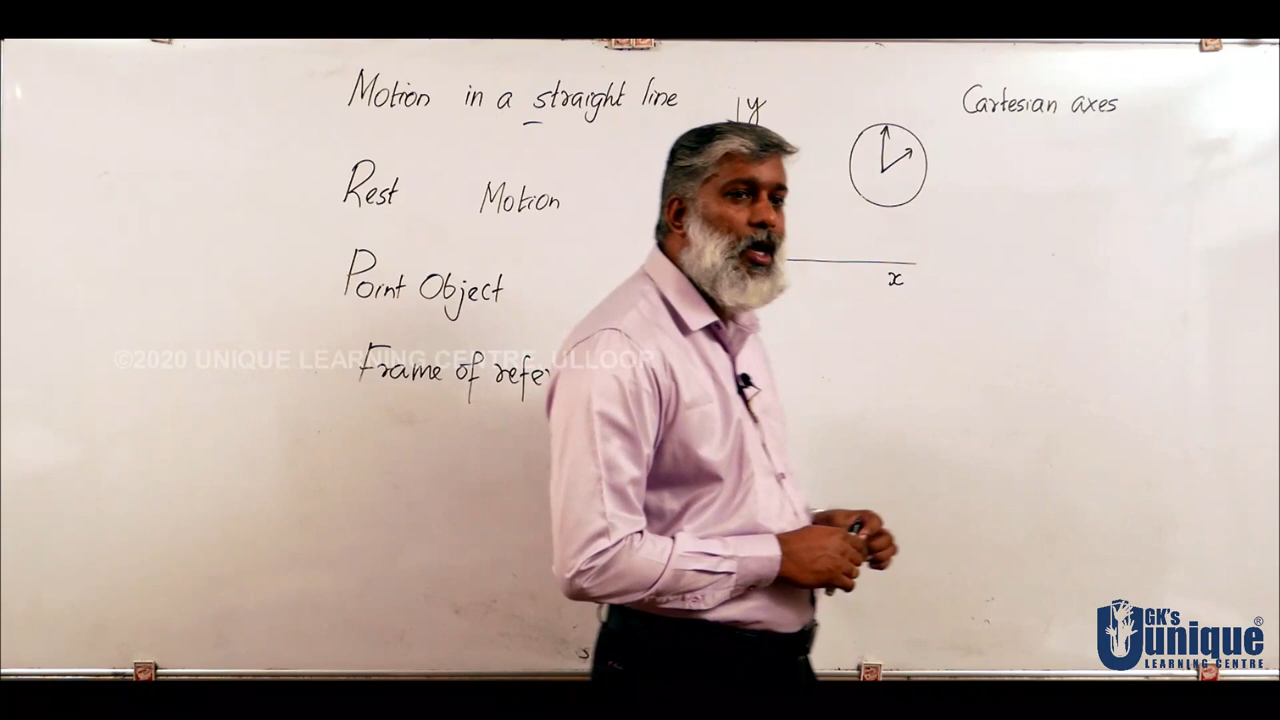 Motion in a straight line
y
Cartesian axes
Rest Motion
x
Point Object
Frame of refe
©2020 UNIQUE LEARNING CENTRE, ULLOOR
GK's
unique®
LEARNING CENTRE